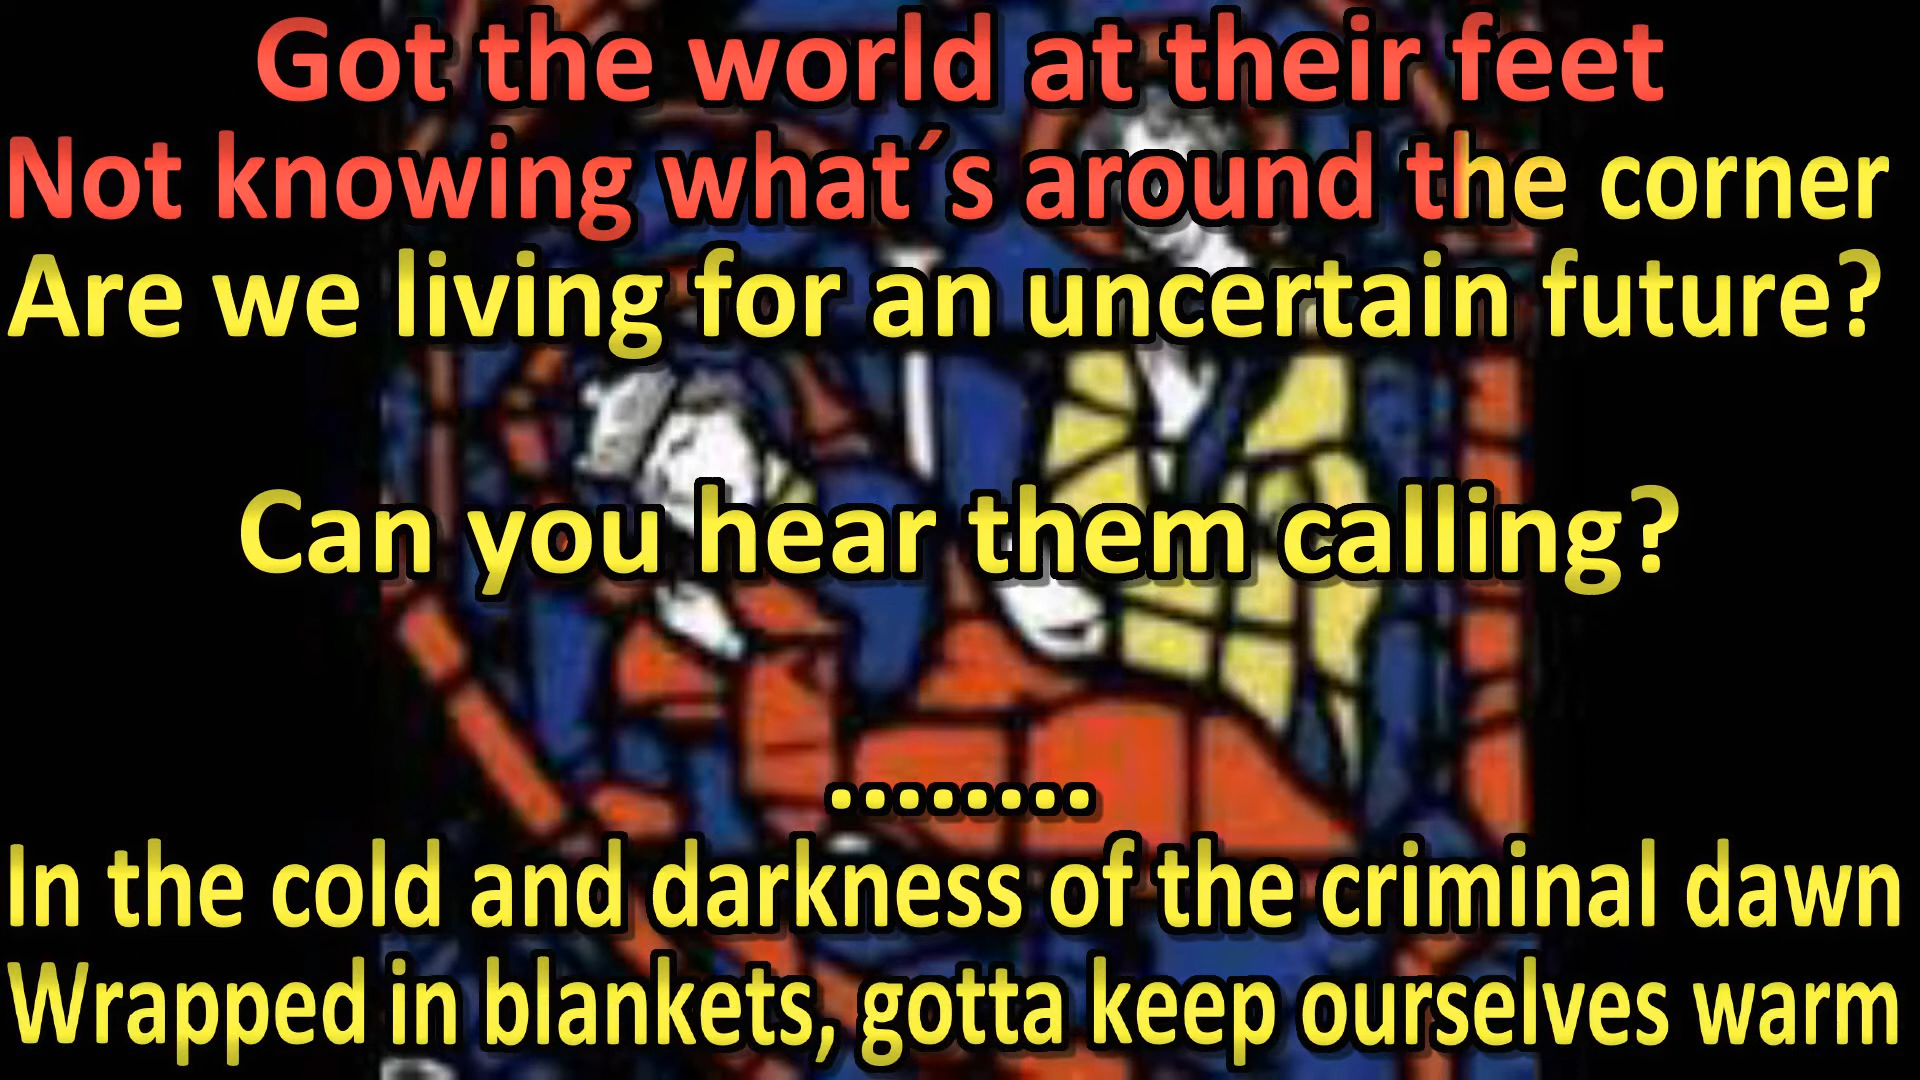 Got the world at their feet
Not knowing what´s around the corner
Are we living for an uncertain future?
Can you hear them calling?
........
In the cold and darkness of the criminal dawn
Wrapped in blankets, gotta keep ourselves warm